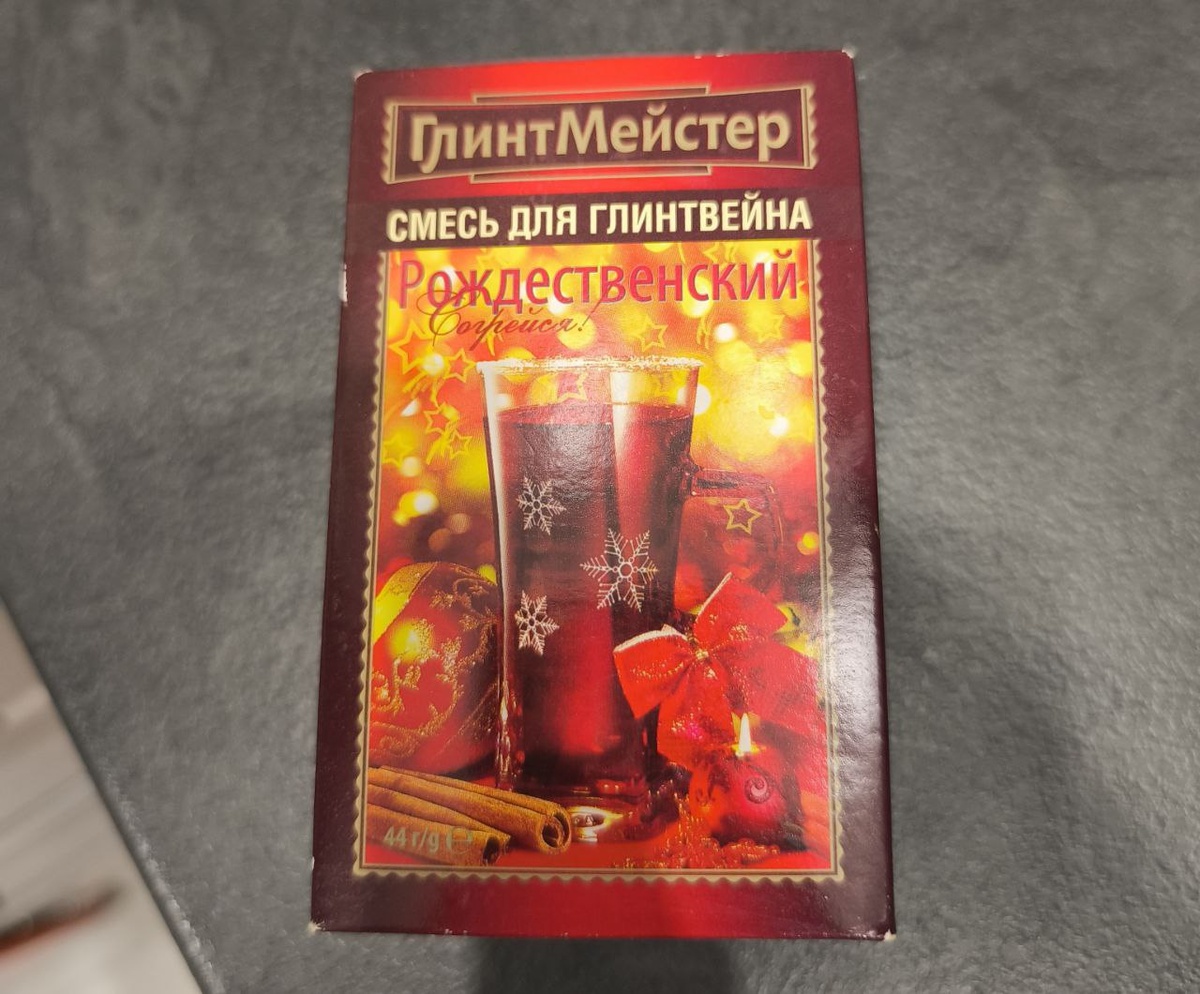 ГлинтМейстер
СМЕСЬ ДЛЯ ГЛИНТВЕЙНА
Рождественский
Согрейся!
44 г/g ℮